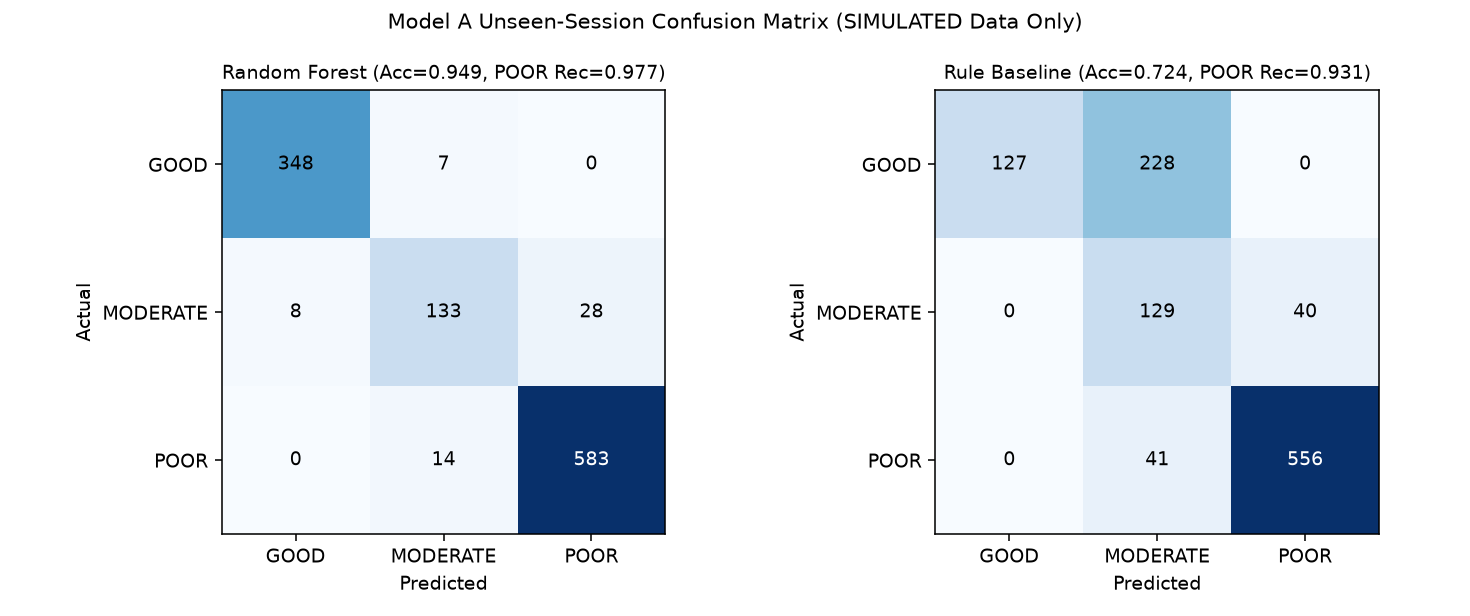 Model A Unseen-Session Confusion Matrix (SIMULATED Data Only)
Random Forest (Acc=0.949, POOR Rec=0.977)
GOOD 348 7 0
MODERATE 8 133 28
POOR 0 14 583
GOOD MODERATE POOR
Predicted
Actual
Rule Baseline (Acc=0.724, POOR Rec=0.931)
GOOD 127 228 0
MODERATE 0 129 40
POOR 0 41 556
GOOD MODERATE POOR
Predicted
Actual